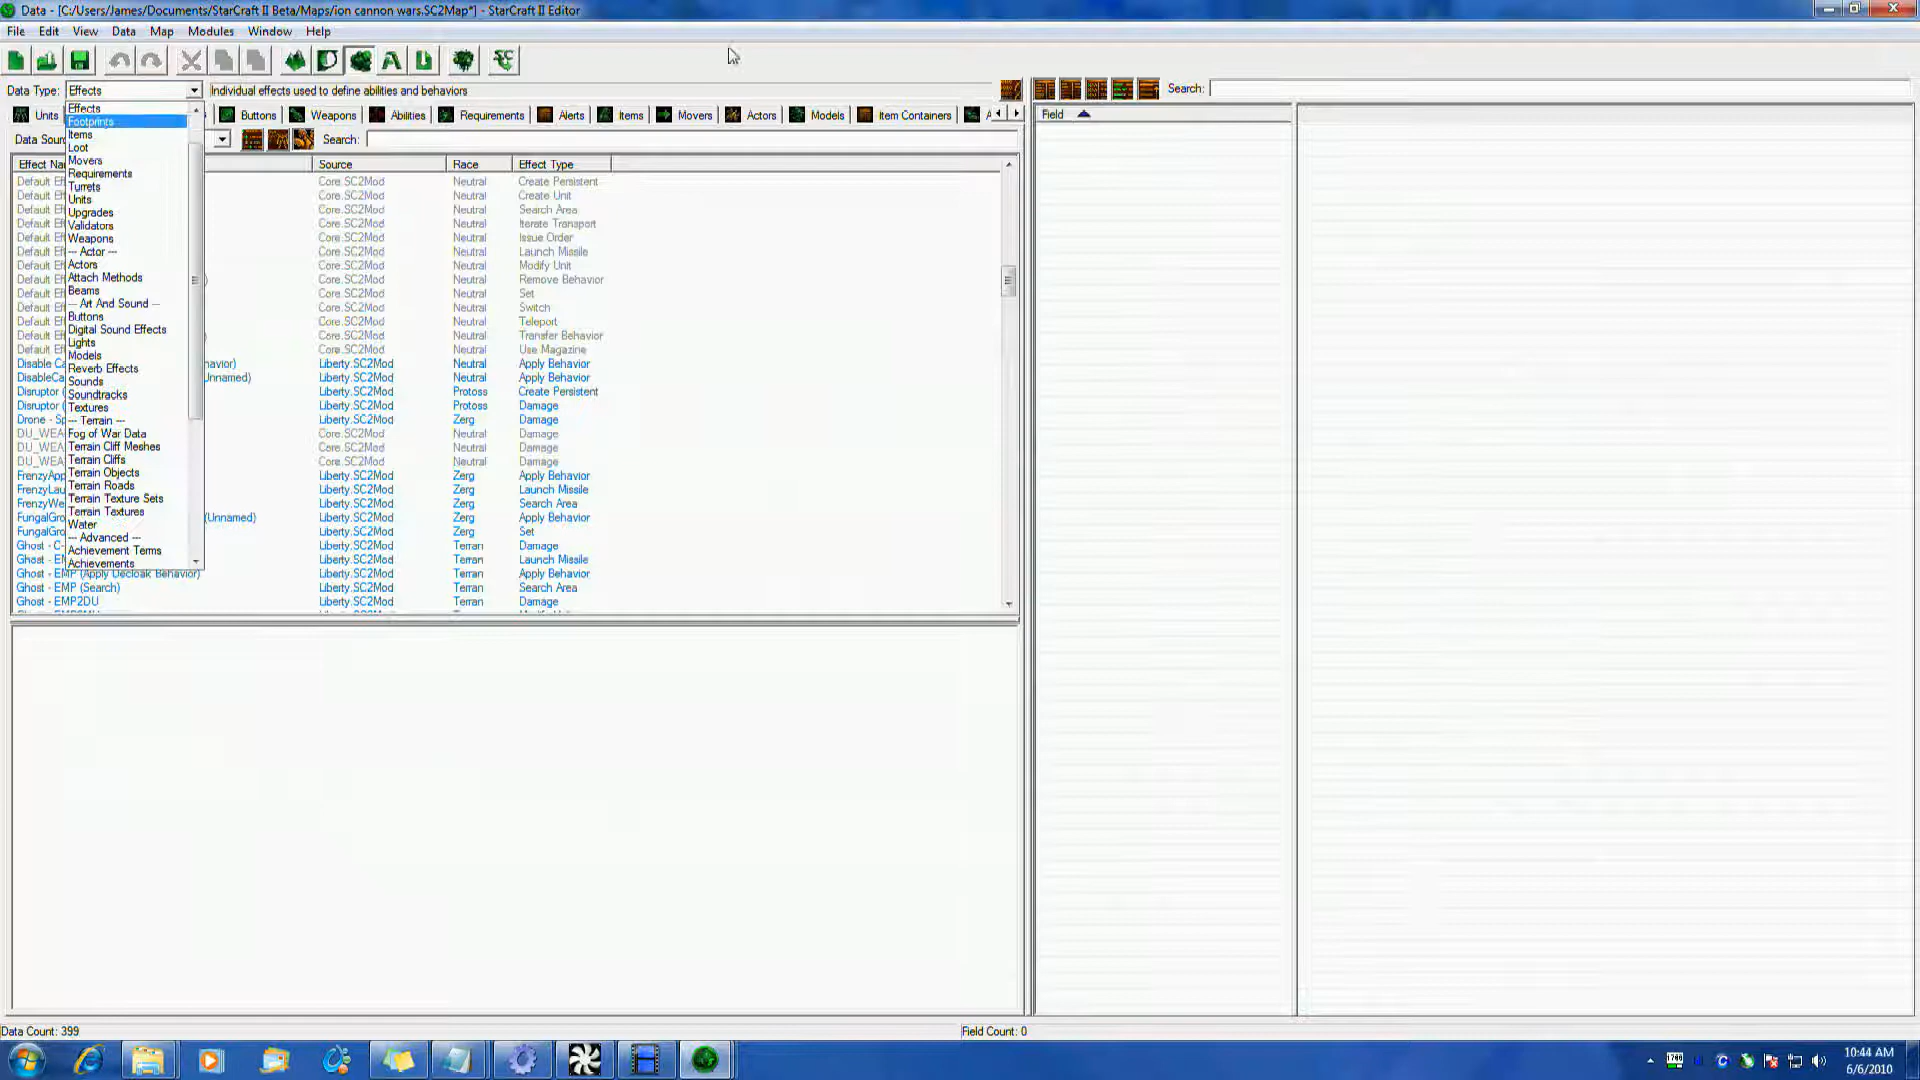 Data - [C:/Users/James/Documents/StarCraft II Beta/Maps/ion cannon wars.SC2Map*] - StarCraft II Editor
File Edit View Data Map Modules Window Help
Data Type: Effects Individual effects used to define abilities and behaviors Search:
Units Buttons Weapons Abilities Requirements Alerts Items Movers Actors Models Item Containers
Field
Search:
Source Race Effect Type
Effects
Footprints
Items
Loot
Movers
Requirements
Turrets
Units
Upgrades
Validators
Weapons
--- Actor ---
Actors
Attach Methods
Beams
--- Art And Sound ---
Buttons
Digital Sound Effects
Lights
Models
Reverb Effects
Sounds
Soundtracks
Textures
--- Terrain ---
Fog of War Data
Terrain Cliff Meshes
Terrain Cliffs
Terrain Objects
Terrain Roads
Terrain Texture Sets
Terrain Textures
Water
--- Advanced ---
Achievement Terms
Achievements
Core.SC2Mod Neutral Create Persistent
Core.SC2Mod Neutral Create Unit
Core.SC2Mod Neutral Search Area
Core.SC2Mod Neutral Iterate Transport
Core.SC2Mod Neutral Issue Order
Core.SC2Mod Neutral Launch Missile
Core.SC2Mod Neutral Modify Unit
Core.SC2Mod Neutral Remove Behavior
Core.SC2Mod Neutral Set
Core.SC2Mod Neutral Switch
Core.SC2Mod Neutral Teleport
Core.SC2Mod Neutral Transfer Behavior
Core.SC2Mod Neutral Use Magazine
Disable Liberty.SC2Mod Neutral Apply Behavior
Unnamed) Liberty.SC2Mod Neutral Apply Behavior
Disruptor Liberty.SC2Mod Protoss Create Persistent
Disruptor Liberty.SC2Mod Protoss Damage
Drone - Liberty.SC2Mod Zerg Damage
Core.SC2Mod Neutral Damage
Core.SC2Mod Neutral Damage
Core.SC2Mod Neutral Damage
Liberty.SC2Mod Zerg Apply Behavior
Liberty.SC2Mod Zerg Launch Missile
Liberty.SC2Mod Zerg Search Area
(Unnamed) Liberty.SC2Mod Zerg Apply Behavior
Liberty.SC2Mod Zerg Set
Ghost - Liberty.SC2Mod Terran Damage
Ghost - Liberty.SC2Mod Terran Launch Missile
Ghost - EMP (Apply Decloak Behavior) Liberty.SC2Mod Terran Apply Behavior
Ghost - EMP (Search) Liberty.SC2Mod Terran Search Area
Ghost - EMP2DU Liberty.SC2Mod Terran Damage
Data Count: 399 Field Count: 0
10:44 AM
6/6/2010